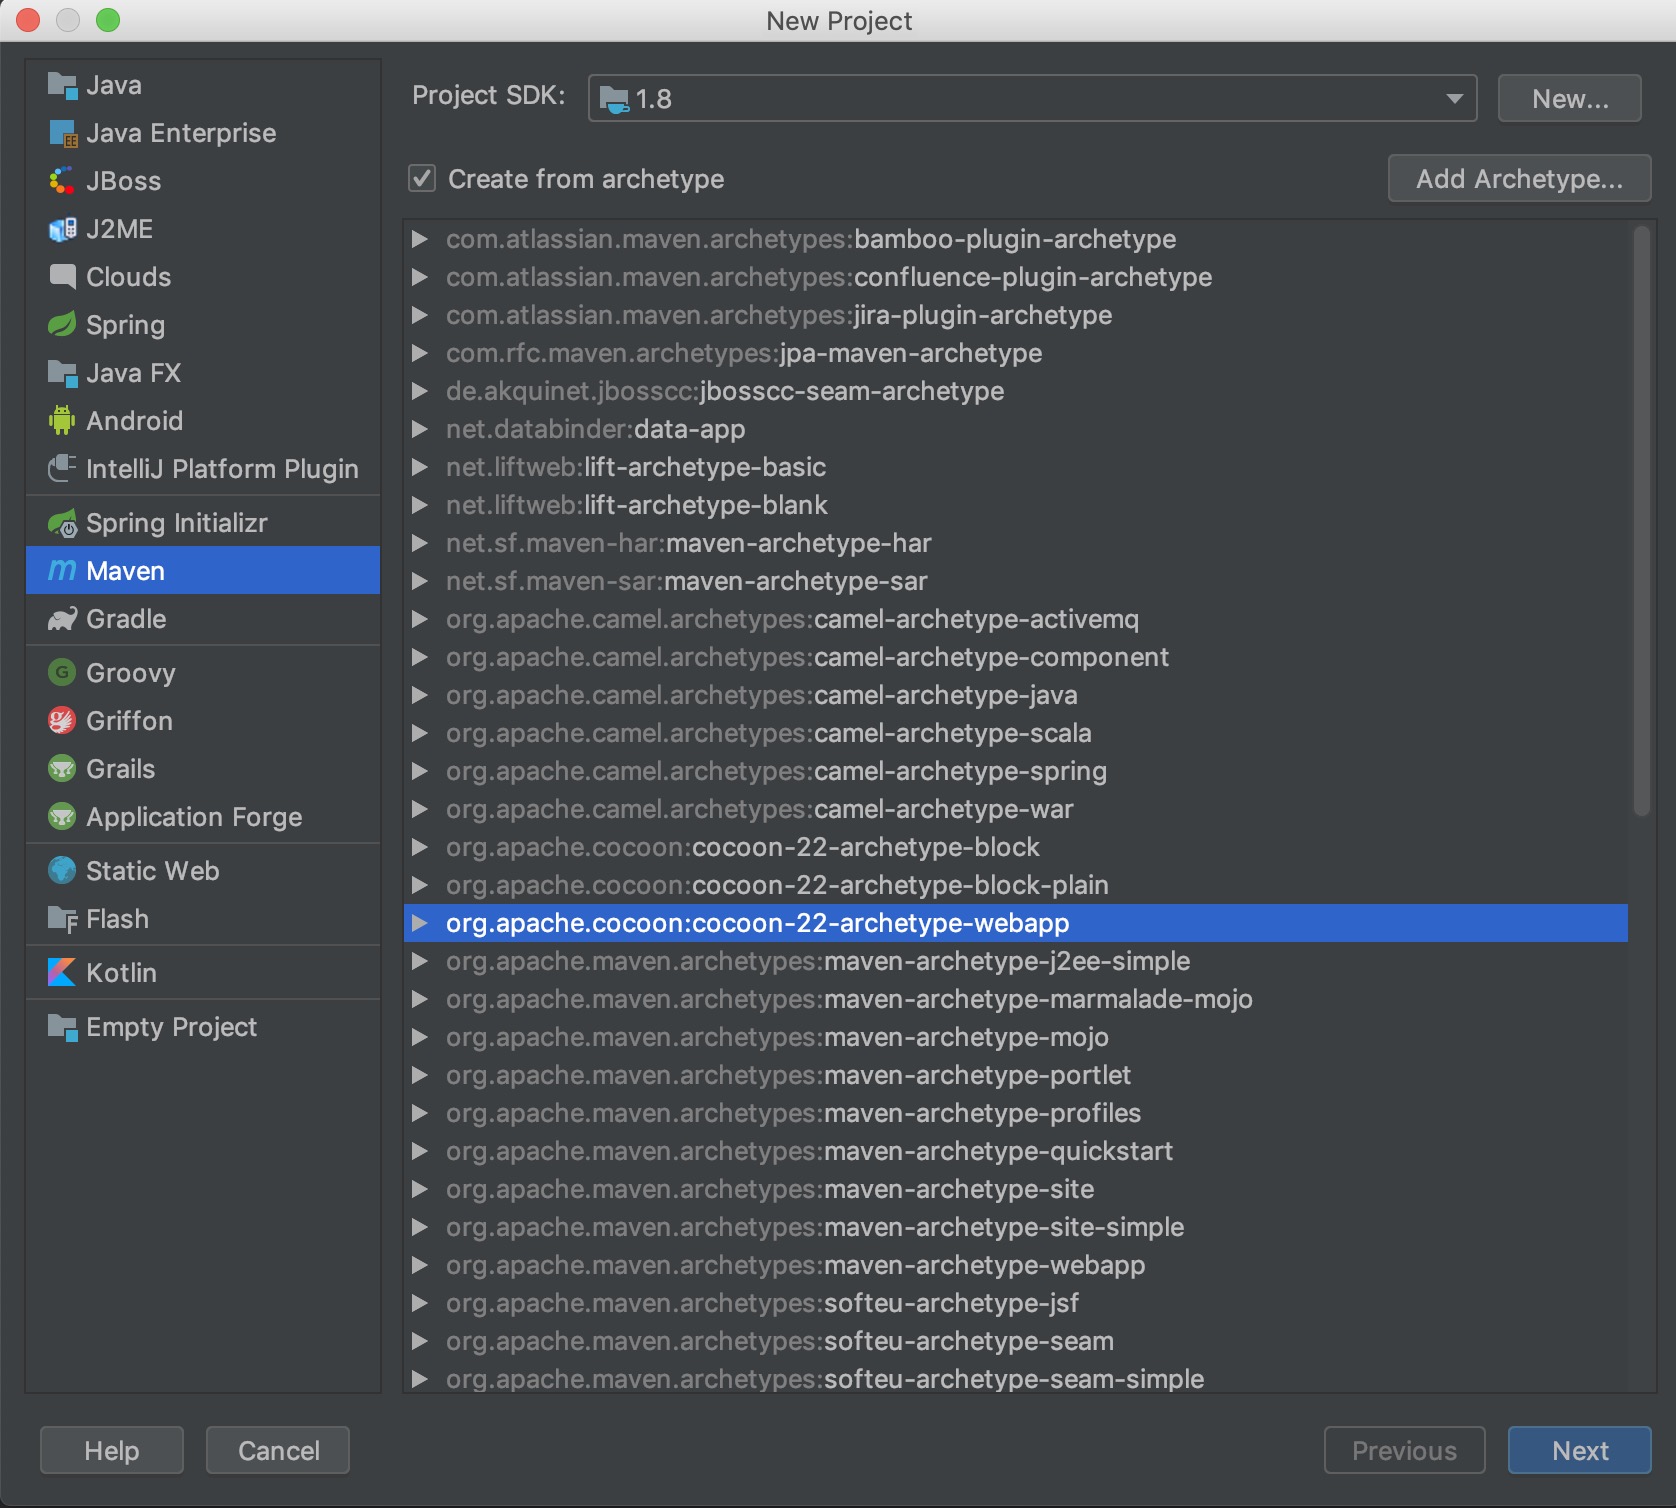 New Project
Java
Java Enterprise
JBoss
J2ME
Clouds
Spring
Java FX
Android
IntelliJ Platform Plugin
Spring Initializr
Maven
Gradle
Groovy
Griffon
Grails
Application Forge
Static Web
Flash
Kotlin
Empty Project
Project SDK: 1.8 New...
Create from archetype Add Archetype...
com.atlassian.maven.archetypes:bamboo-plugin-archetype
com.atlassian.maven.archetypes:confluence-plugin-archetype
com.atlassian.maven.archetypes:jira-plugin-archetype
com.rfc.maven.archetypes:jpa-maven-archetype
de.akquinet.jbosscc:jbosscc-seam-archetype
net.databinder:data-app
net.liftweb:lift-archetype-basic
net.liftweb:lift-archetype-blank
net.sf.maven-har:maven-archetype-har
net.sf.maven-sar:maven-archetype-sar
org.apache.camel.archetypes:camel-archetype-activemq
org.apache.camel.archetypes:camel-archetype-component
org.apache.camel.archetypes:camel-archetype-java
org.apache.camel.archetypes:camel-archetype-scala
org.apache.camel.archetypes:camel-archetype-spring
org.apache.camel.archetypes:camel-archetype-war
org.apache.cocoon:cocoon-22-archetype-block
org.apache.cocoon:cocoon-22-archetype-block-plain
org.apache.cocoon:cocoon-22-archetype-webapp
org.apache.maven.archetypes:maven-archetype-j2ee-simple
org.apache.maven.archetypes:maven-archetype-marmalade-mojo
org.apache.maven.archetypes:maven-archetype-mojo
org.apache.maven.archetypes:maven-archetype-portlet
org.apache.maven.archetypes:maven-archetype-profiles
org.apache.maven.archetypes:maven-archetype-quickstart
org.apache.maven.archetypes:maven-archetype-site
org.apache.maven.archetypes:maven-archetype-site-simple
org.apache.maven.archetypes:maven-archetype-webapp
org.apache.maven.archetypes:softeu-archetype-jsf
org.apache.maven.archetypes:softeu-archetype-seam
org.apache.maven.archetypes:softeu-archetype-seam-simple
Help Cancel Previous Next